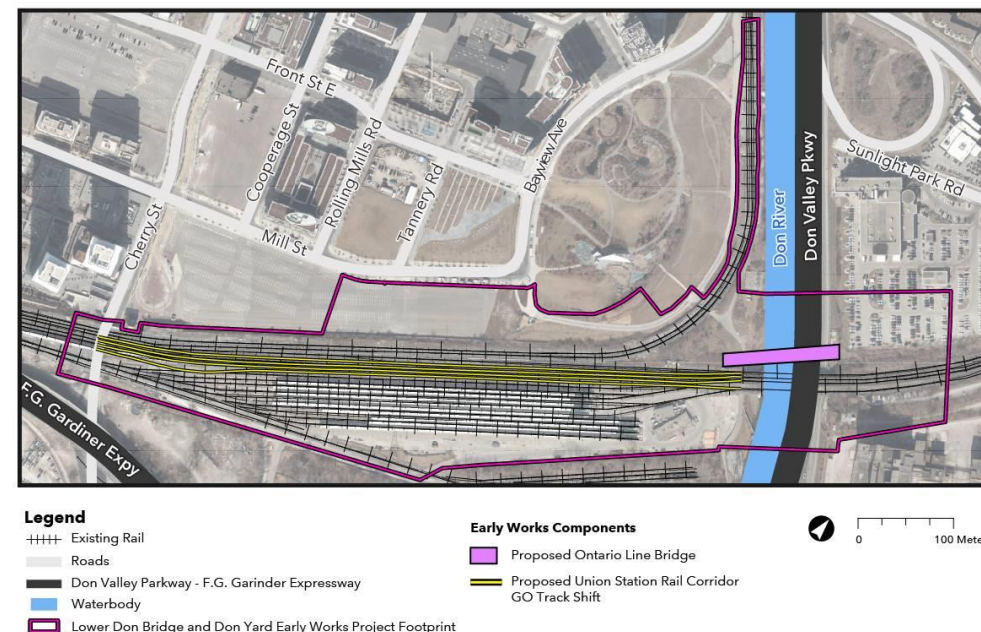 Front St E
Cooperage St
Rolling Mills Rd
Tannery Rd
Bayview Ave
Cherry St
Mill St
Don River
Don Valley Pkwy
Sunlight Park Rd
F.G. Gardiner Expy
Legend
Existing Rail
Roads
Don Valley Parkway - F.G. Garinder Expressway
Waterbody
Lower Don Bridge and Don Yard Early Works Project Footprint
Early Works Components
Proposed Ontario Line Bridge
Proposed Union Station Rail Corridor
GO Track Shift
0 100 Mete